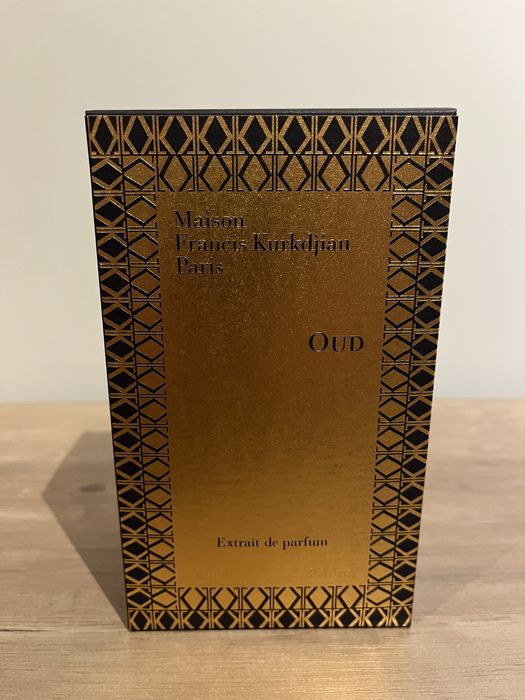 Maison
Francis Kurkdjian
Paris
OUD
Extrait de parfum